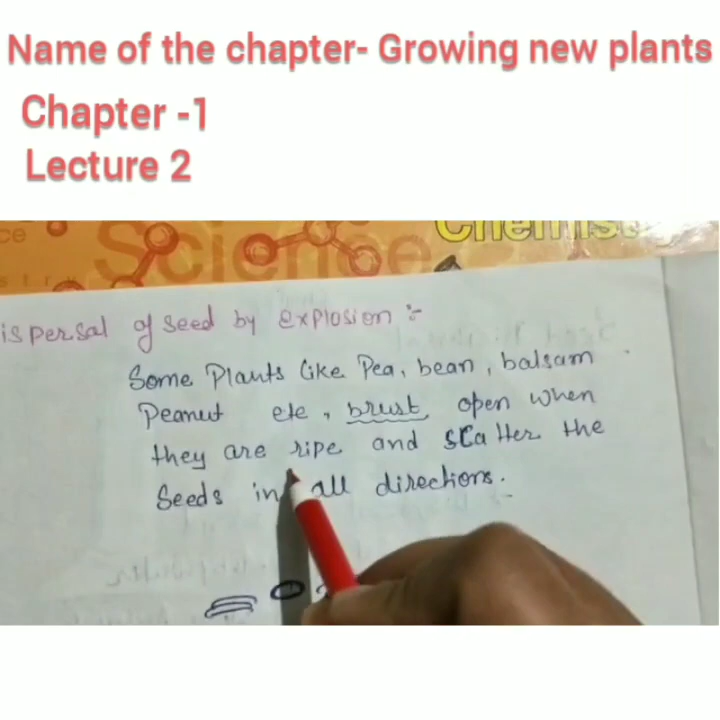 Name of the chapter- Growing new plants
Chapter -1
Lecture 2
Science
Chemist
ispersal of seed by explosion :-
Some Plants like Pea, bean, balsam
Peanut etc, brust open when
they are ripe and scatter the
Seeds in all directions.